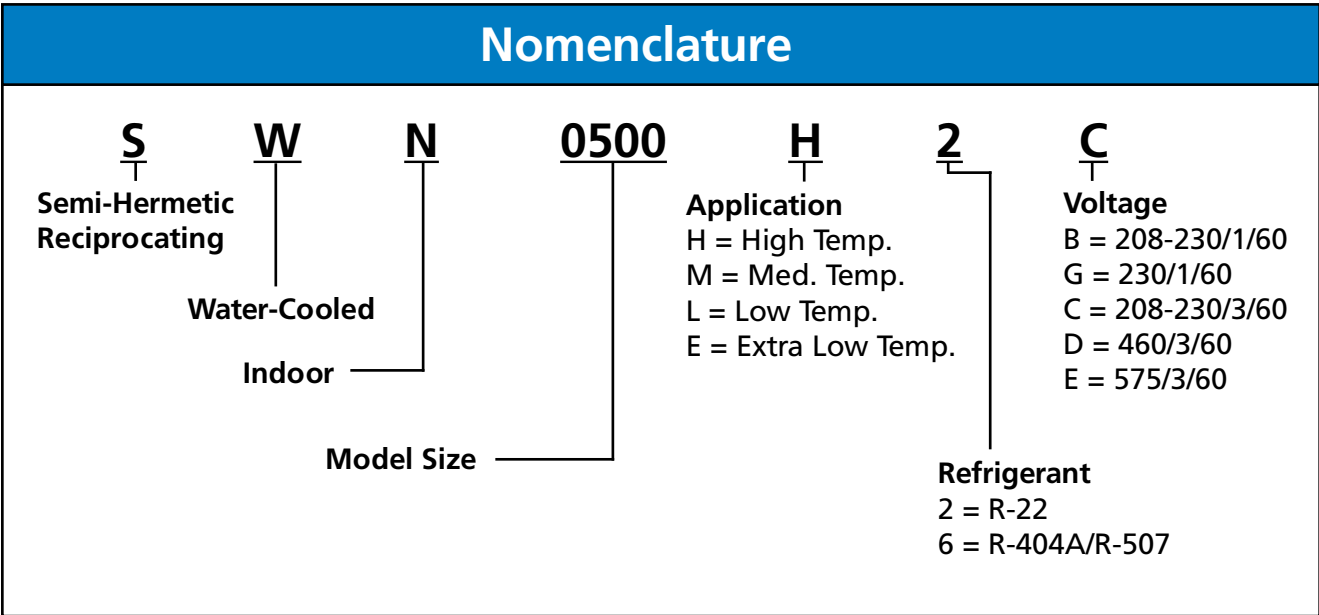 Nomenclature
S W N 0500 H 2 C
Semi-Hermetic
Reciprocating
Water-Cooled
Indoor
Model Size
Application
H = High Temp.
M = Med. Temp.
L = Low Temp.
E = Extra Low Temp.
Refrigerant
2 = R-22
6 = R-404A/R-507
Voltage
B = 208-230/1/60
G = 230/1/60
C = 208-230/3/60
D = 460/3/60
E = 575/3/60